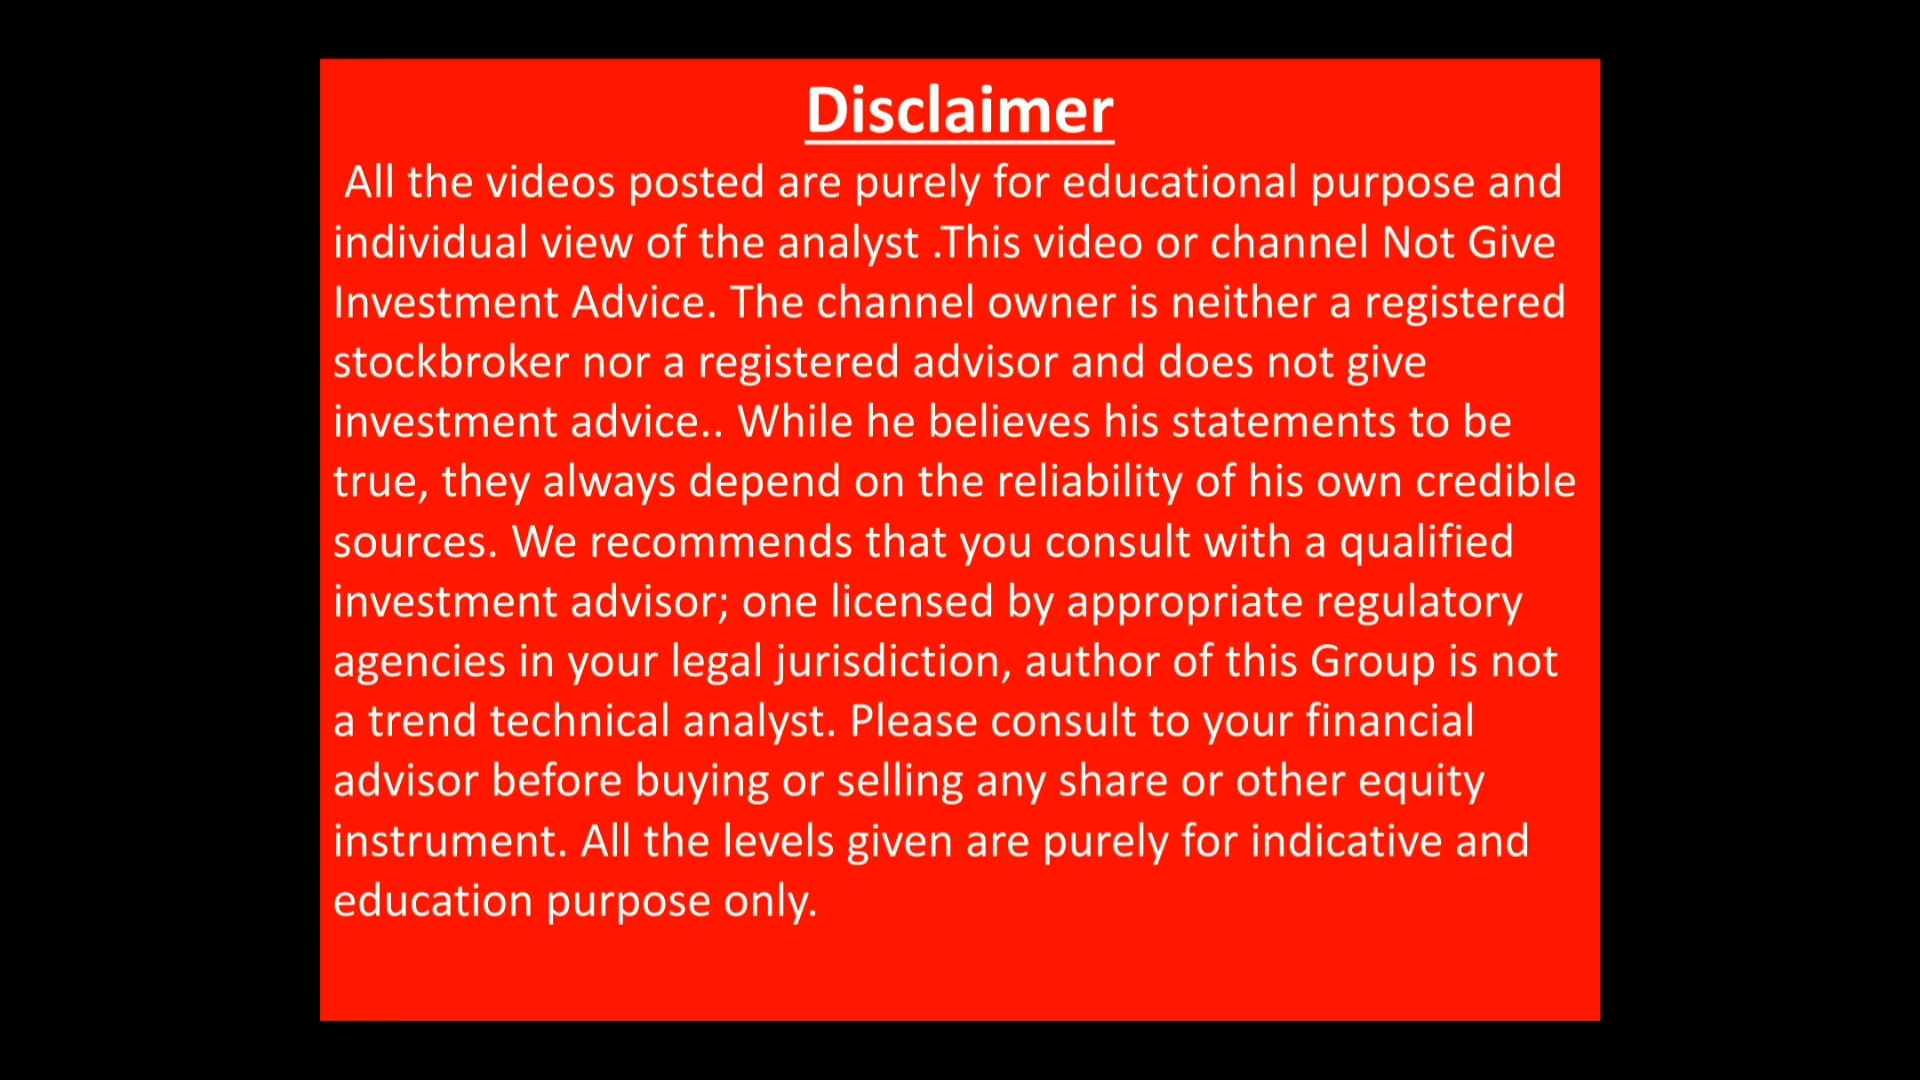 Disclaimer
All the videos posted are purely for educational purpose and
individual view of the analyst .This video or channel Not Give
Investment Advice. The channel owner is neither a registered
stockbroker nor a registered advisor and does not give
investment advice.. While he believes his statements to be
true, they always depend on the reliability of his own credible
sources. We recommends that you consult with a qualified
investment advisor; one licensed by appropriate regulatory
agencies in your legal jurisdiction, author of this Group is not
a trend technical analyst. Please consult to your financial
advisor before buying or selling any share or other equity
instrument. All the levels given are purely for indicative and
education purpose only.